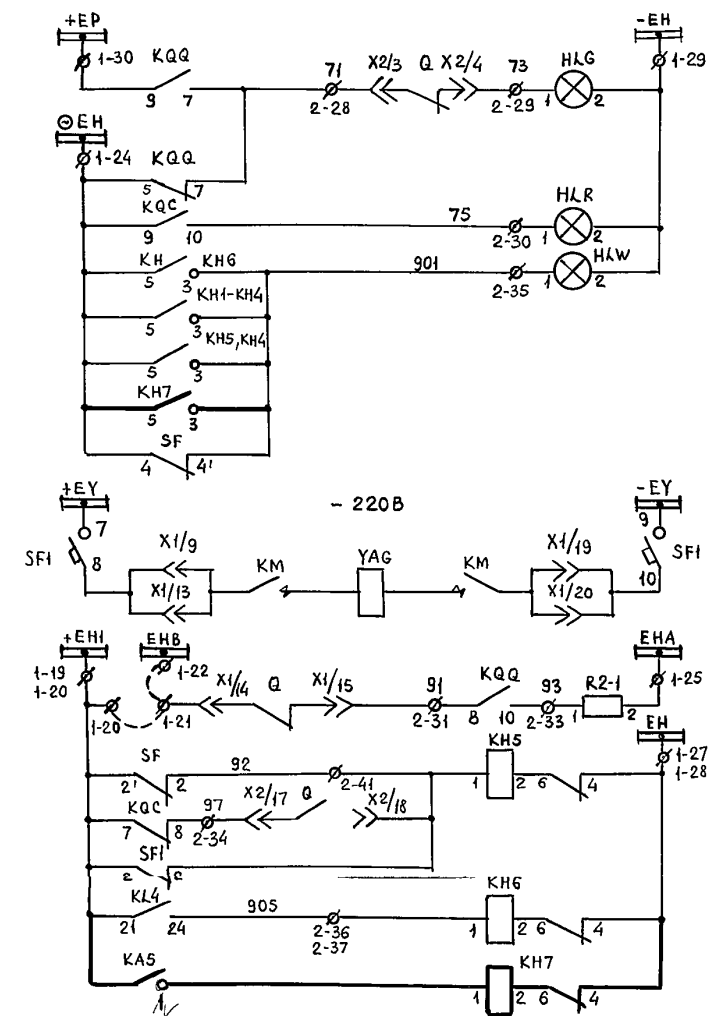 +EP -EH
1-30 KQQ 71 X2/3 Q X2/4 73 HLG 1-29
9 7 2-28 2-29 1 2
⊖EH
1-24 KQQ
5 7 HLR
KQC 75
9 10 2-30 1 2
KH KH6 901 HLW
5 3 2-35 1 2
KH1-KH4
5 3
KH5,KH4
5 3
KH7
5 3
SF
4 4'
+EY - 220В -EY
7 9
SF1 8 X1/9 KM YAG KM X1/19 10 SF1
X1/13 X1/20
+EH1 EHB EHA
1-19 1-22 1-25
1-20 X1/14 Q X1/15 91 KQQ 93 R2-1
1-20 1-21 2-31 8 10 2-33 1 2
EH
SF 92 KH5 1-27
2' 2 2-41 1 2 6 4 1-28
KQC 97 X2/17 Q X2/18
7 8 2-34
SF1
KL4 905 KH6
21 24 2-36 1 2 6 4
2-37
KA5 KH7
1 1 2 6 4